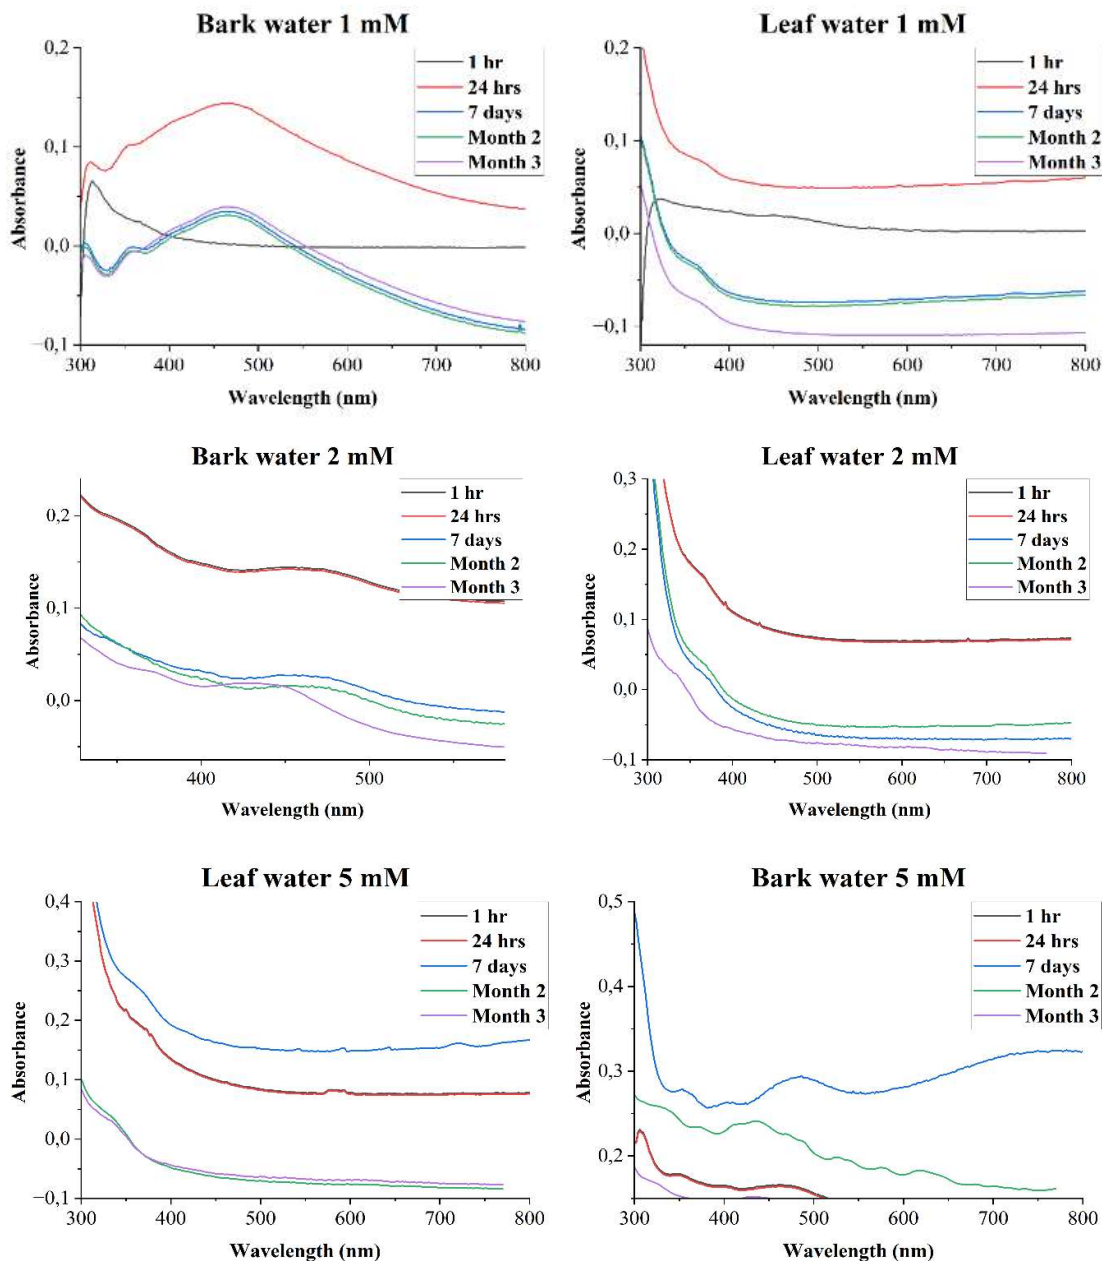 Bark water 1 mM
0,2
0,1
0,0
−0,1
300 400 500 600 700 800
Absorbance
Wavelength (nm)
1 hr
24 hrs
7 days
Month 2
Month 3
Leaf water 1 mM
0,2
0,1
0,0
−0,1
300 400 500 600 700 800
Absorbance
Wavelength (nm)
1 hr
24 hrs
7 days
Month 2
Month 3
Bark water 2 mM
0,2
0,1
0,0
400 500
Absorbance
Wavelength (nm)
1 hr
24 hrs
7 days
Month 2
Month 3
Leaf water 2 mM
0,3
0,2
0,1
0,0
−0,1
300 400 500 600 700 800
Absorbance
Wavelength (nm)
1 hr
24 hrs
7 days
Month 2
Month 3
Leaf water 5 mM
0,4
0,3
0,2
0,1
0,0
−0,1
300 400 500 600 700 800
Absorbance
Wavelength (nm)
1 hr
24 hrs
7 days
Month 2
Month 3
Bark water 5 mM
0,5
0,4
0,3
0,2
300 400 500 600 700 800
Absorbance
Wavelength (nm)
1 hr
24 hrs
7 days
Month 2
Month 3